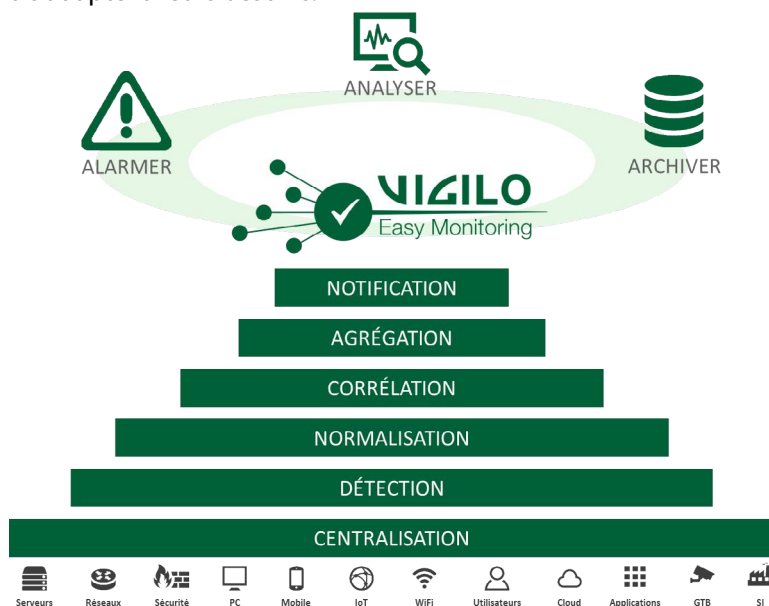 ANALYSER
ALARMER
ARCHIVER
VIGILO
Easy Monitoring
NOTIFICATION
AGRÉGATION
CORRÉLATION
NORMALISATION
DÉTECTION
CENTRALISATION
Serveurs Réseaux Sécurité PC Mobile IoT WiFi Utilisateurs Cloud Applications GTB SI